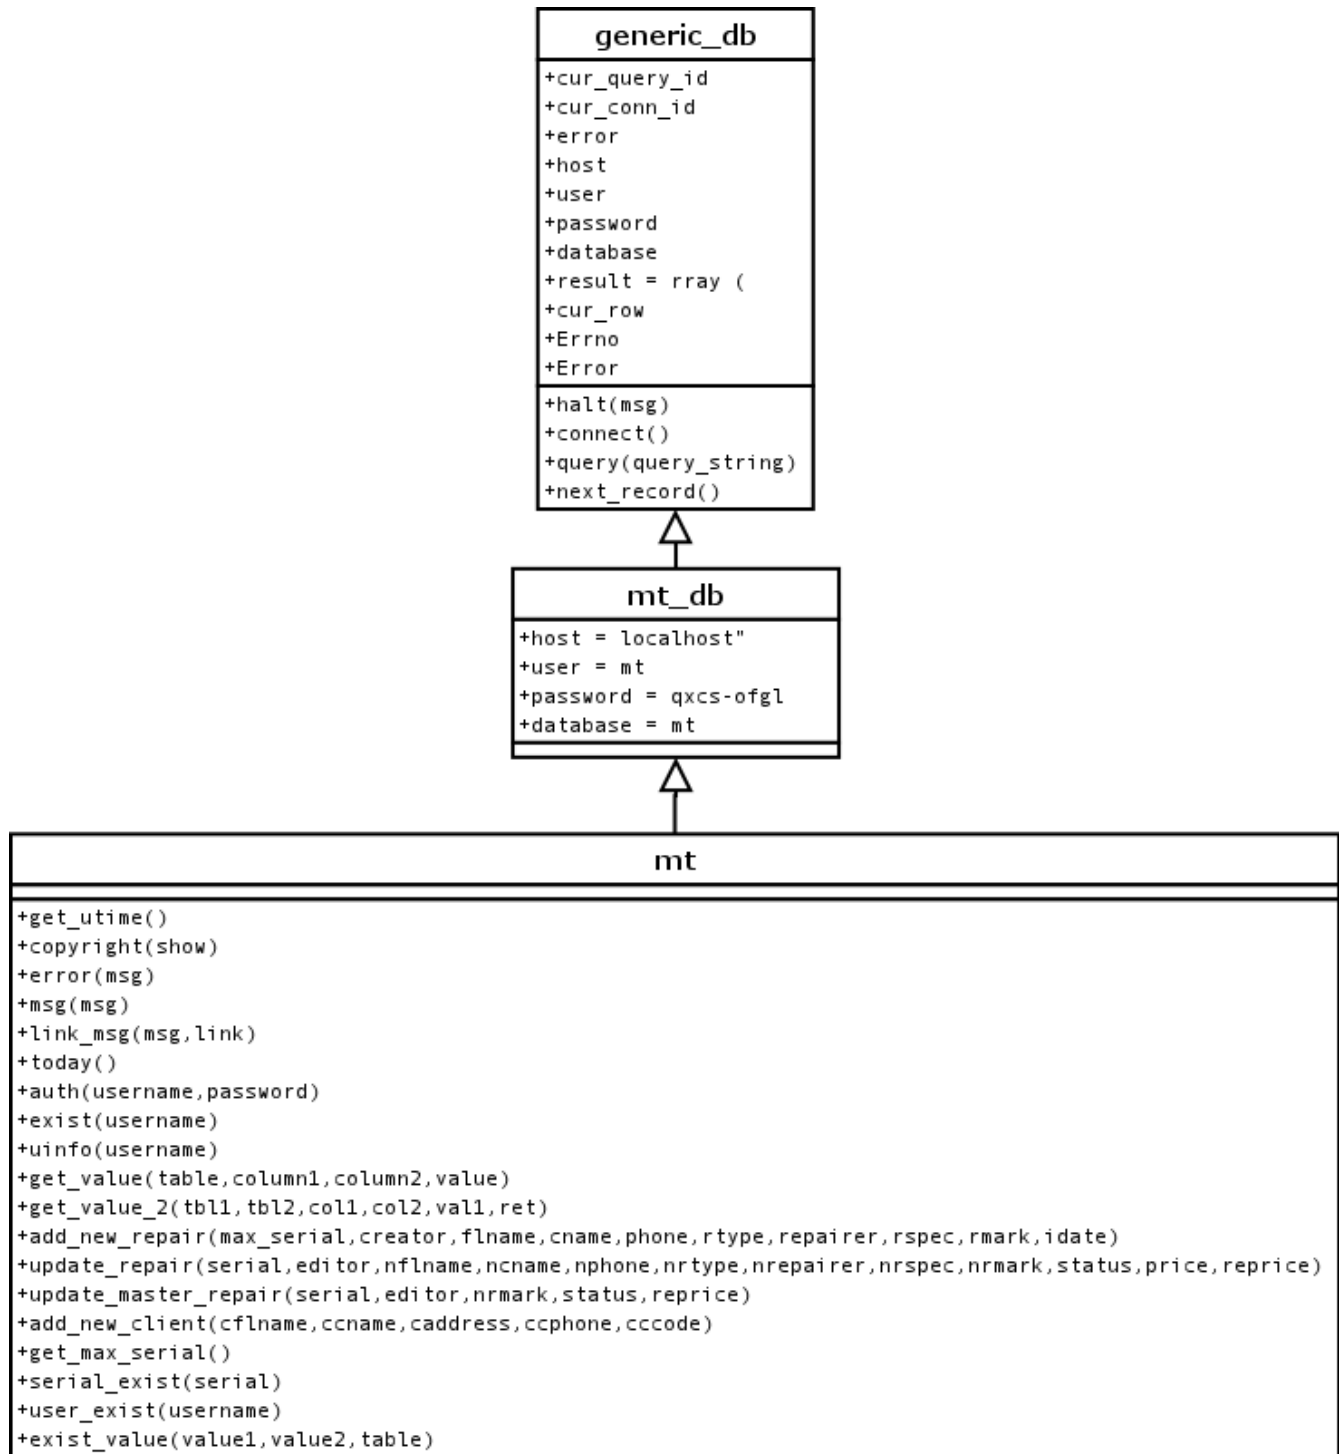 generic_db
+cur_query_id
+cur_conn_id
+error
+host
+user
+password
+database
+result = rray (
+cur_row
+Errno
+Error
+halt(msg)
+connect()
+query(query_string)
+next_record()
mt_db
+host = localhost"
+user = mt
+password = qxcs-ofgl
+database = mt
mt
+get_utime()
+copyright(show)
+error(msg)
+msg(msg)
+link_msg(msg,link)
+today()
+auth(username,password)
+exist(username)
+uinfo(username)
+get_value(table,column1,column2,value)
+get_value_2(tbl1,tbl2,col1,col2,val1,ret)
+add_new_repair(max_serial,creator,flname,cname,phone,rtype,repairer,rspec,rmark,idate)
+update_repair(serial,editor,nflname,ncname,nphone,nrtype,nrepairer,nrspec,nrmark,status,price,reprice)
+update_master_repair(serial,editor,nrmark,status,reprice)
+add_new_client(cflname,ccname,caddress,ccphone,cccode)
+get_max_serial()
+serial_exist(serial)
+user_exist(username)
+exist_value(value1,value2,table)